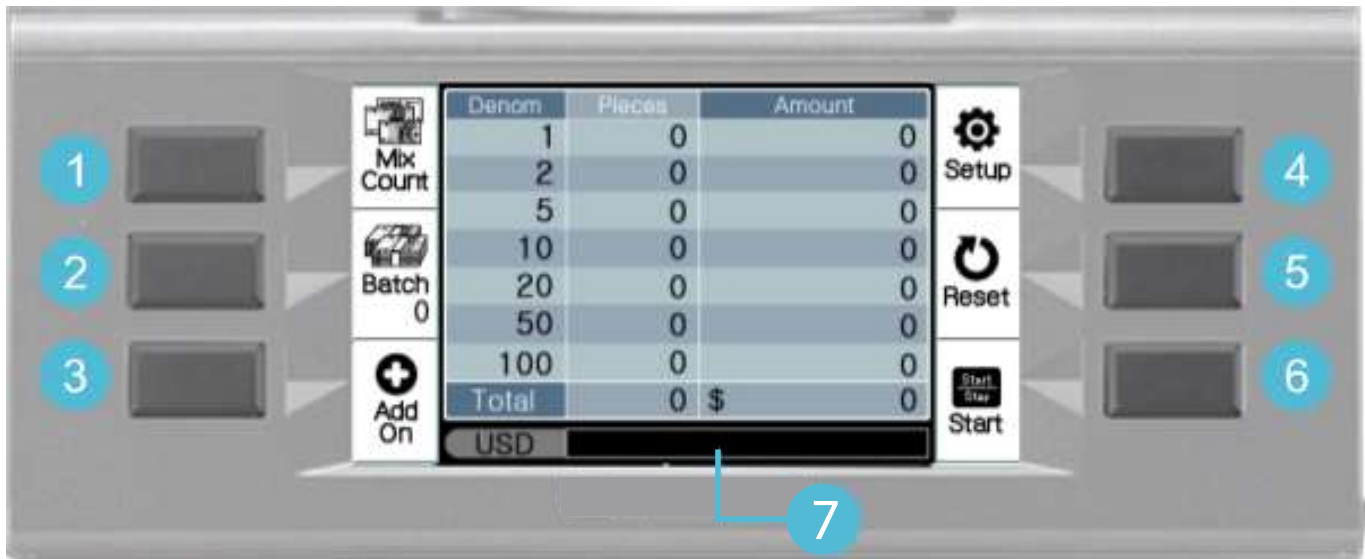 Denom Pieces Amount
1 0 0
2 0 0
5 0 0
10 0 0
20 0 0
50 0 0
100 0 0
Total 0 $ 0
USD
Mix
Count
Batch
0
Add
On
Setup
Reset
Start
Start
1
2
3
4
5
6
7